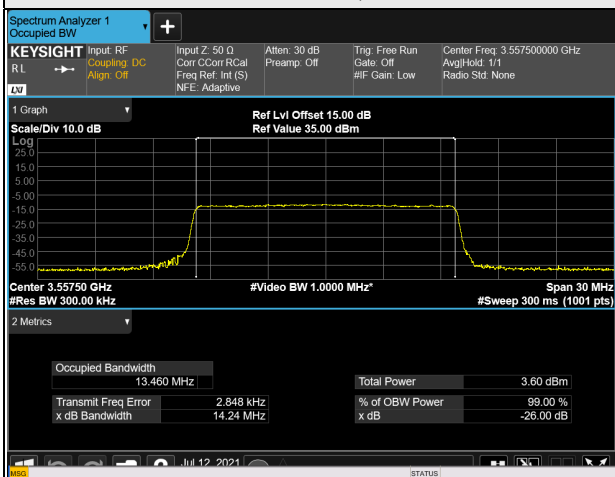 Spectrum Analyzer 1
Occupied BW
+
KEYSIGHT
RL
LXI
Input: RF
Coupling: DC
Align: Off
Input Z: 50 Ω
Corr CCorr RCal
Freq Ref: Int (S)
NFE: Adaptive
Atten: 30 dB
Preamp: Off
Trig: Free Run
Gate: Off
#IF Gain: Low
Center Freq: 3.557500000 GHz
Avg|Hold: 1/1
Radio Std: None
1 Graph
Scale/Div 10.0 dB
Ref Lvl Offset 15.00 dB
Ref Value 35.00 dBm
Log
25.0
15.0
5.00
-5.00
-15.0
-25.0
-35.0
-45.0
-55.0
Center 3.55750 GHz
#Res BW 300.00 kHz
#Video BW 1.0000 MHz*
Span 30 MHz
#Sweep 300 ms (1001 pts)
2 Metrics
Occupied Bandwidth
13.460 MHz
Transmit Freq Error 2.848 kHz
x dB Bandwidth 14.24 MHz
Total Power 3.60 dBm
% of OBW Power 99.00 %
x dB -26.00 dB
Jul 12, 2021
MSG
STATUS